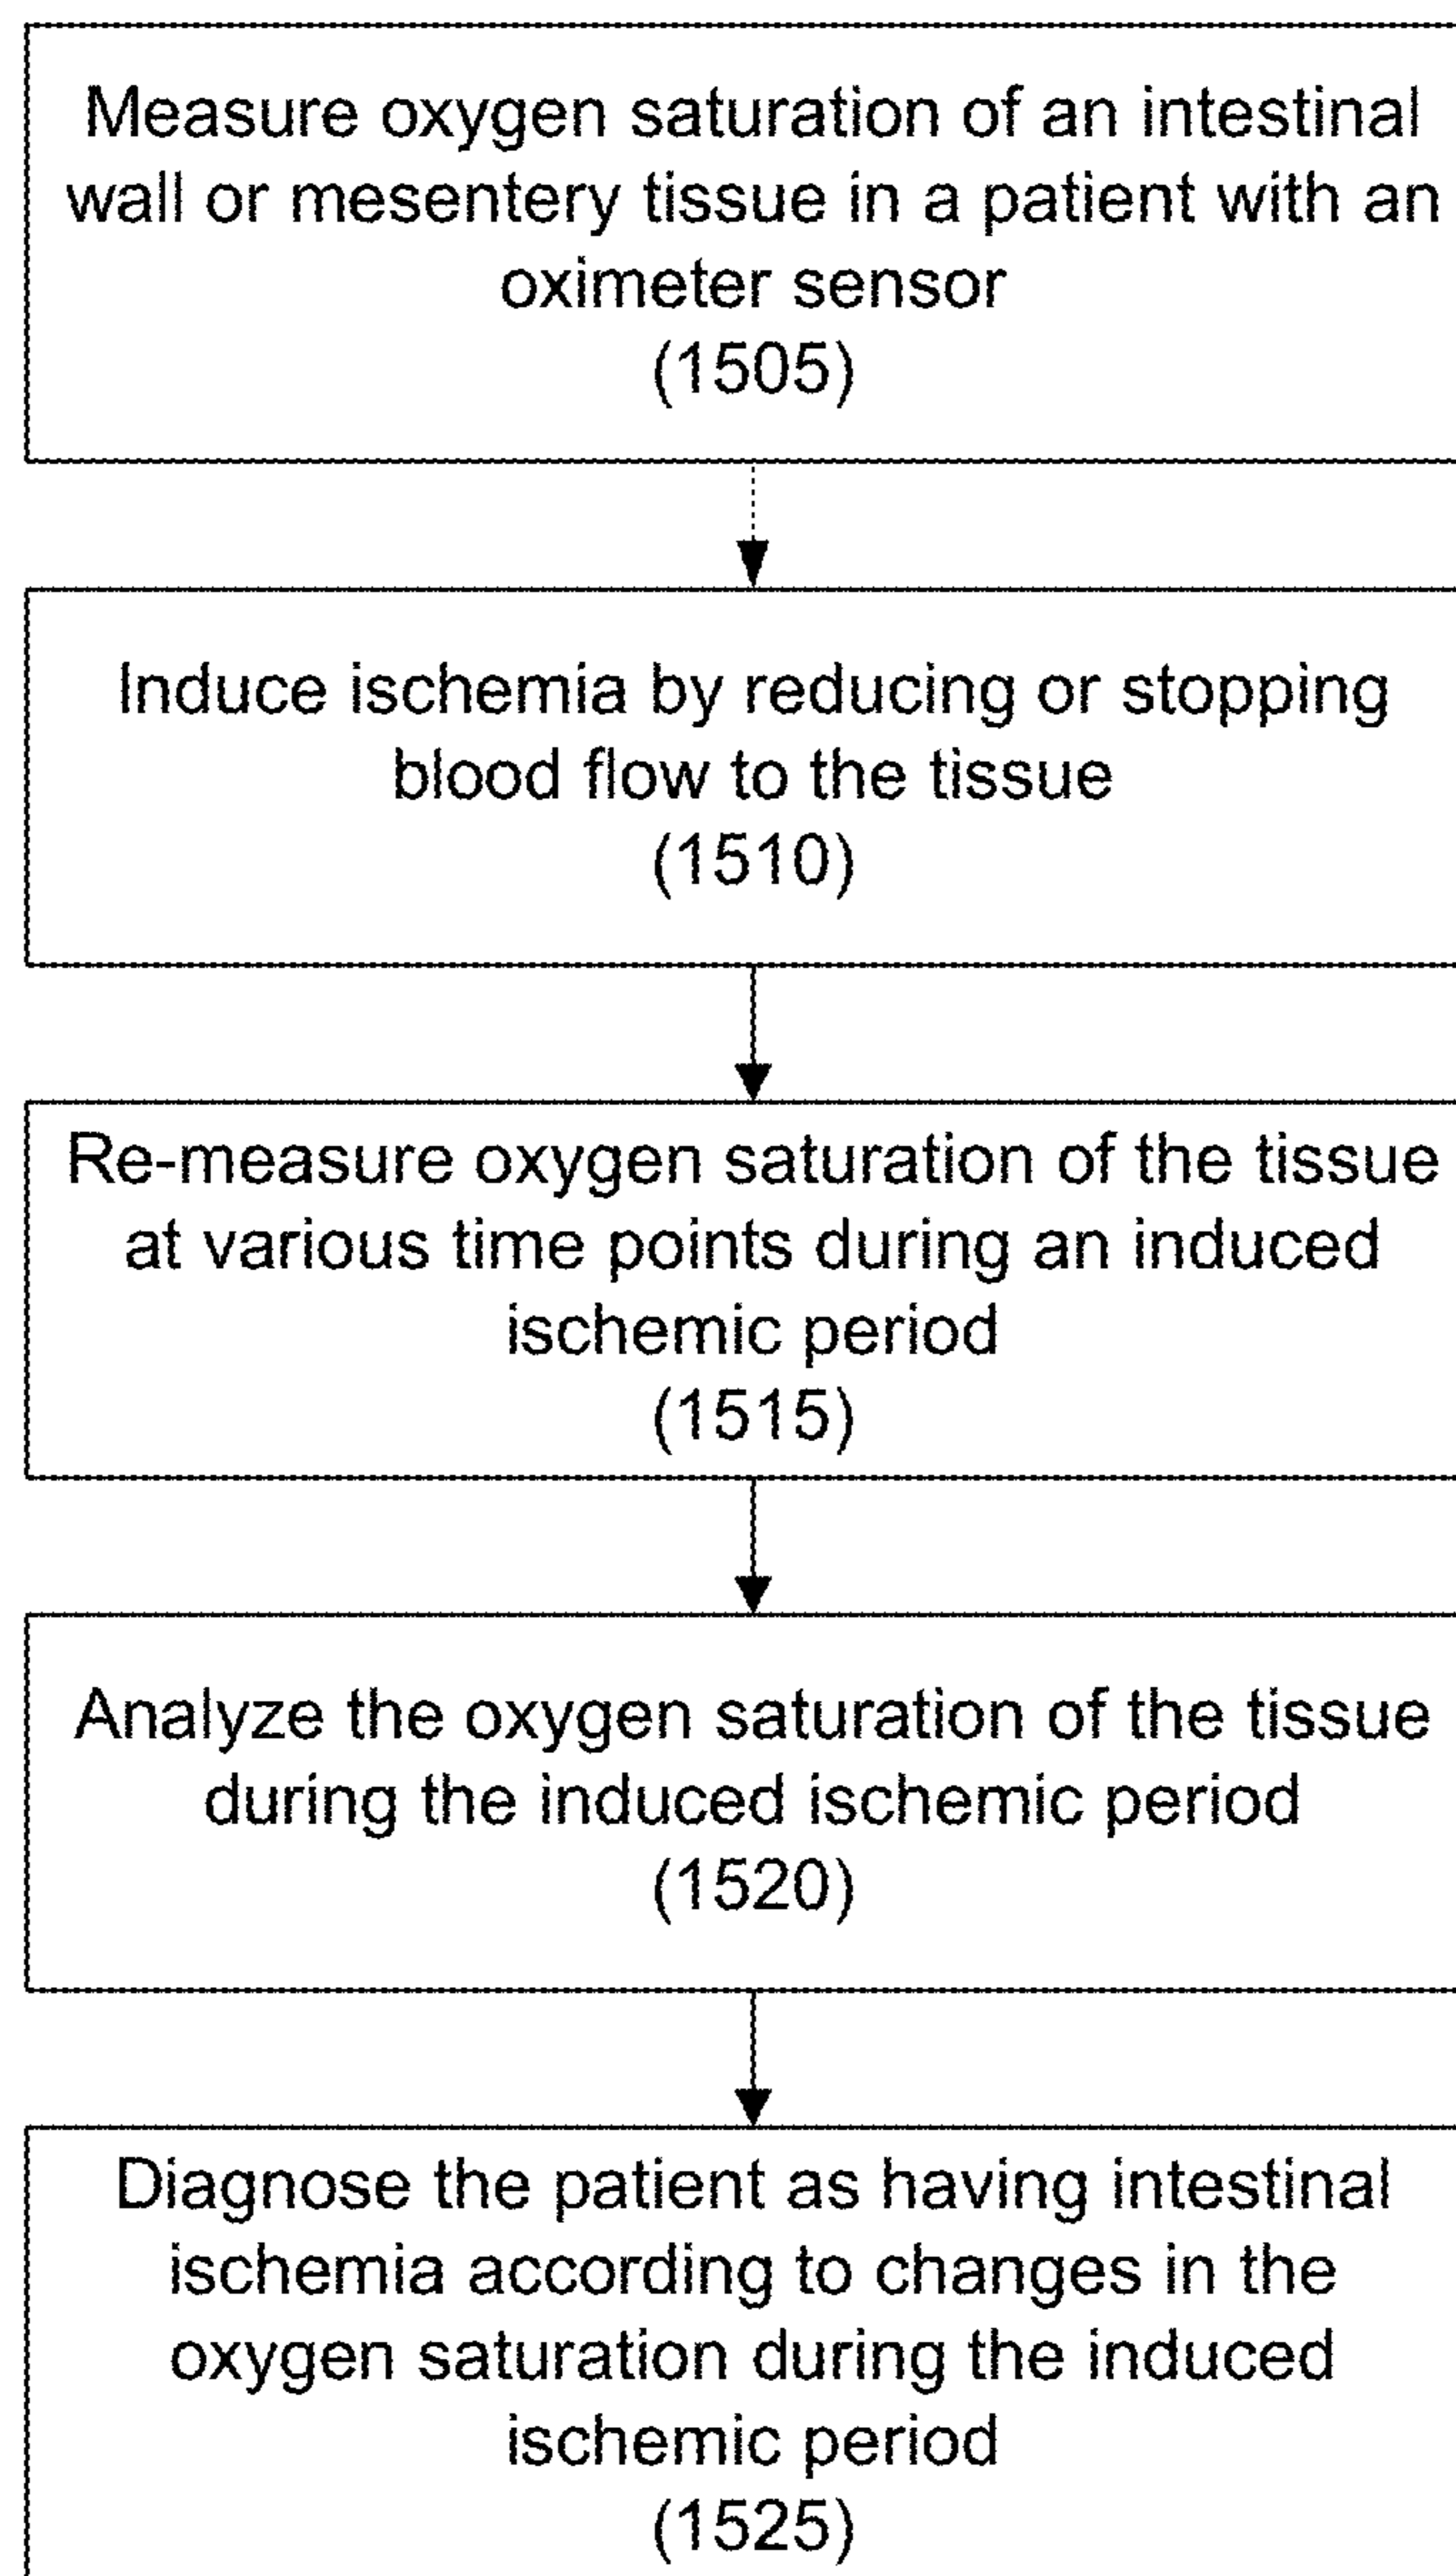 Measure oxygen saturation of an intestinal
wall or mesentery tissue in a patient with an
oximeter sensor
(1505)
Induce ischemia by reducing or stopping
blood flow to the tissue
(1510)
Re-measure oxygen saturation of the tissue
at various time points during an induced
ischemic period
(1515)
Analyze the oxygen saturation of the tissue
during the induced ischemic period
(1520)
Diagnose the patient as having intestinal
ischemia according to changes in the
oxygen saturation during the induced
ischemic period
(1525)